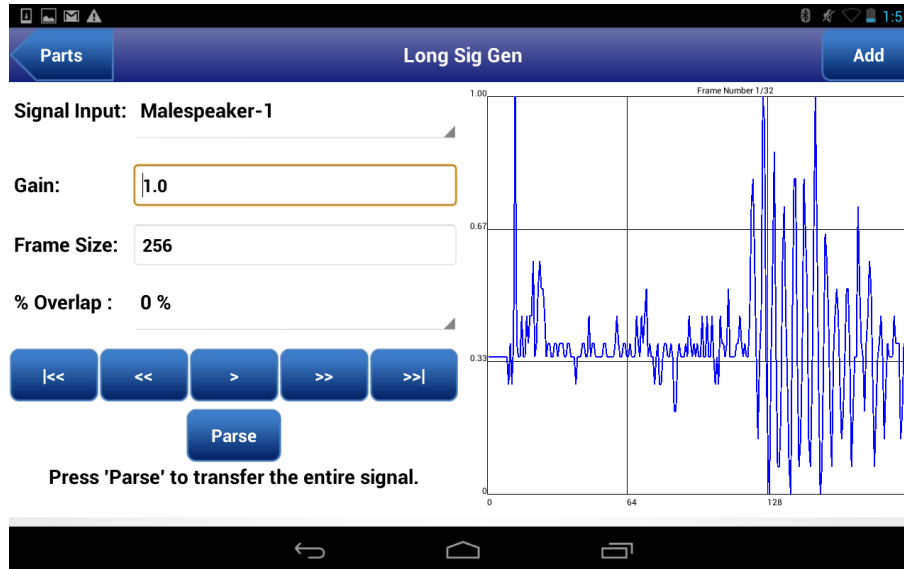 1:5
Parts
Long Sig Gen
Add
Signal Input: Malespeaker-1
Gain: 1.0
Frame Size: 256
% Overlap : 0 %
|<<
<<
>
>>
>>|
Parse
Press 'Parse' to transfer the entire signal.
Frame Number 1/32
1.00
0.67
0.33
0
0
64
128